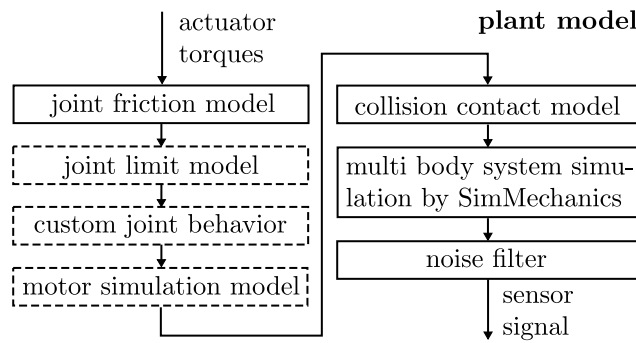 plant model
actuator
torques
joint friction model
joint limit model
custom joint behavior
motor simulation model
collision contact model
multi body system simu-
lation by SimMechanics
noise filter
sensor
signal